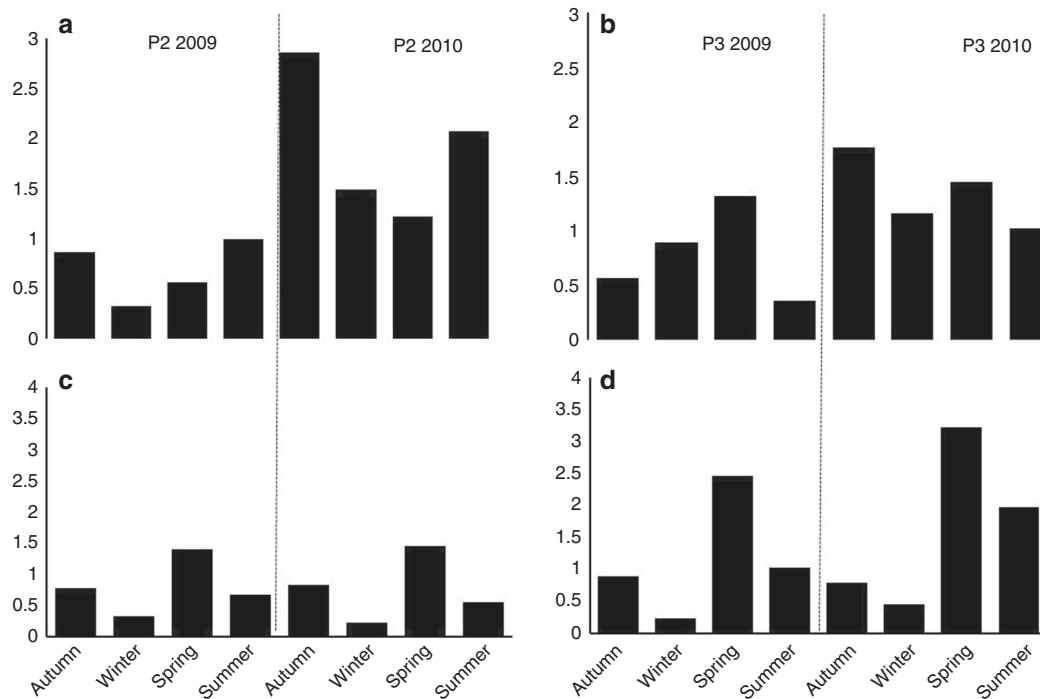 a
P2 2009
P2 2010
3
2.5
2
1.5
1
0.5
0
b
P3 2009
P3 2010
3
2.5
2
1.5
1
0.5
0
c
4
3.5
3
2.5
2
1.5
1
0.5
0
Autumn
Winter
Spring
Summer
Autumn
Winter
Spring
Summer
d
4
3.5
3
2.5
2
1.5
1
0.5
0
Autumn
Winter
Spring
Summer
Autumn
Winter
Spring
Summer